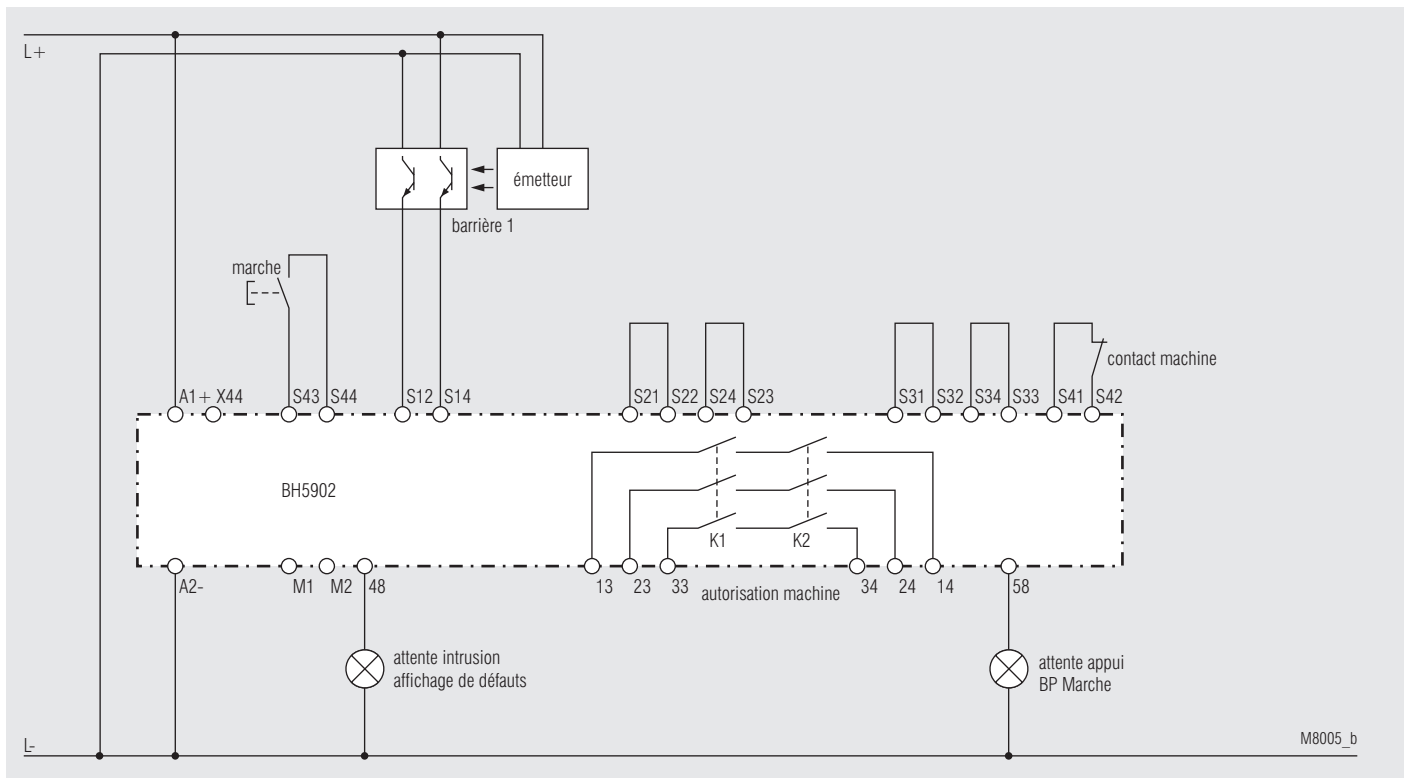 L+
émetteur
barrière 1
marche
contact machine
A1+ X44 S43 S44 S12 S14 S21 S22 S24 S23 S31 S32 S34 S33 S41 S42
BH5902
K1 K2
A2- M1 M2 48 13 23 33 autorisation machine 34 24 14 58
attente intrusion
affichage de défauts
attente appui
BP Marche
L-
M8005_b